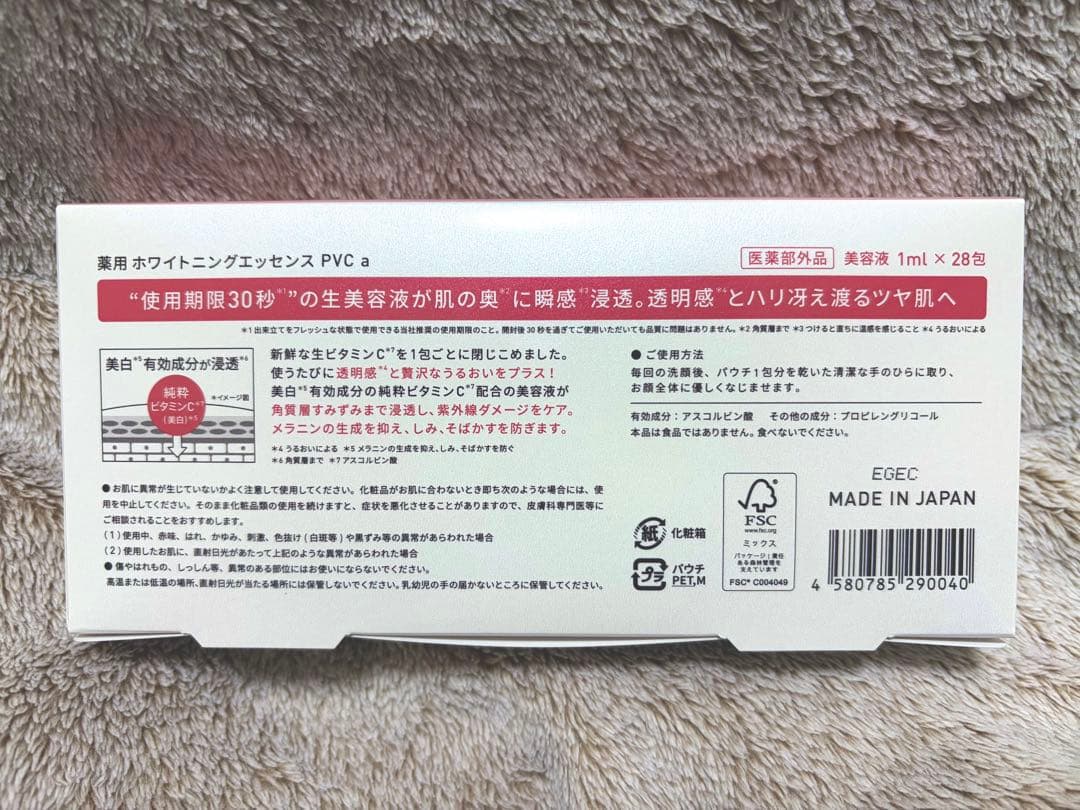 薬用 ホワイトニングエッセンス PVC a
医薬部外品 美容液 1ml × 28包
“使用期限30秒*1”の生美容液が肌の奥*2に瞬感*3浸透。透明感*4とハリ冴え渡るツヤ肌へ
*1 出来立てをフレッシュな状態で使用できる当社推奨の使用期限のこと。開封後30秒を過ぎてご使用いただいても品質に問題はありません。*2 角質層まで *3 つけると直ちに温感を感じること *4 うるおいによる
美白*5有効成分が浸透*6
純粋
ビタミンC*7
(美白)*5
*イメージ図
新鮮な生ビタミンC*7を1包ごとに閉じこめました。
使うたびに透明感*4と贅沢なうるおいをプラス！
美白*5有効成分の純粋ビタミンC*7配合の美容液が
角質層すみずみまで浸透し、紫外線ダメージをケア。
メラニンの生成を抑え、しみ、そばかすを防ぎます。
*4 うるおいによる *5 メラニンの生成を抑え、しみ、そばかすを防ぐ
*6 角質層まで *7 アスコルビン酸
● ご使用方法
毎回の洗顔後、パウチ1包分を乾いた清潔な手のひらに取り、
お顔全体に優しくなじませます。
有効成分：アスコルビン酸 その他の成分：プロピレングリコール
本品は食品ではありません。食べないでください。
● お肌に異常が生じていないかよく注意して使用してください。化粧品がお肌に合わないとき即ち次のような場合には、使
用を中止してください。そのまま化粧品類の使用を続けますと、症状を悪化させることがありますので、皮膚科専門医等に
ご相談されることをおすすめします。
(1)使用中、赤味、はれ、かゆみ、刺激、色抜け(白斑等)や黒ずみ等の異常があらわれた場合
(2)使用したお肌に、直射日光があたって上記のような異常があらわれた場合
● 傷やはれもの、しっしん等、異常のある部位にはお使いにならないでください。
高温または低温の場所、直射日光が当たる場所には保管しないでください。乳幼児の手の届かないところに保管してください。
紙 化粧箱
プラ パウチ
PET,M
FSC
www.fsc.org
ミックス
パッケージ｜責任
ある森林管理を
支えています
FSC® C004049
EGEC
MADE IN JAPAN
4 580785 290040